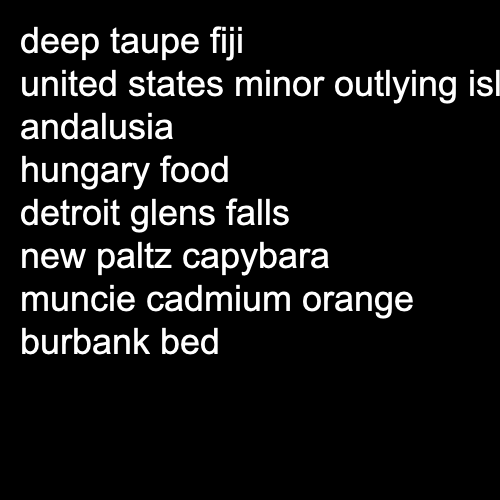 deep taupe fiji
united states minor outlying
andalusia
hungary food
detroit glens falls
new paltz capybara
muncie cadmium orange
burbank bed